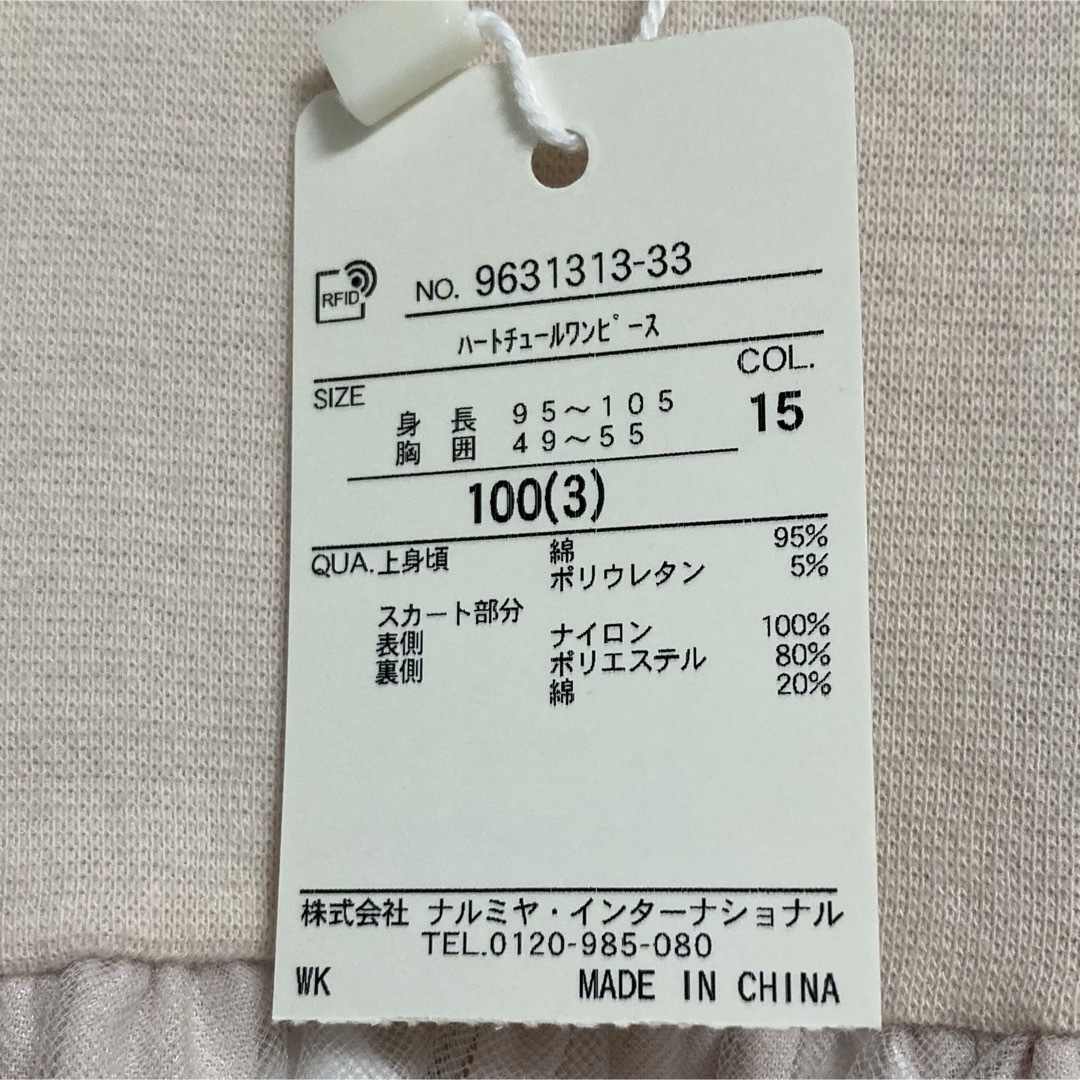 RFID
NO. 9631313-33
ﾊｰﾄﾁｭｰﾙﾜﾝﾋﾟｰｽ
SIZE
COL.
身 長 95〜105
胸 囲 49〜55
15
100(3)
QUA. 上身頃 綿 95%
ポリウレタン 5%
スカート部分
表側 ナイロン 100%
裏側 ポリエステル 80%
綿 20%
株式会社 ナルミヤ・インターナショナル
TEL.0120-985-080
WK MADE IN CHINA